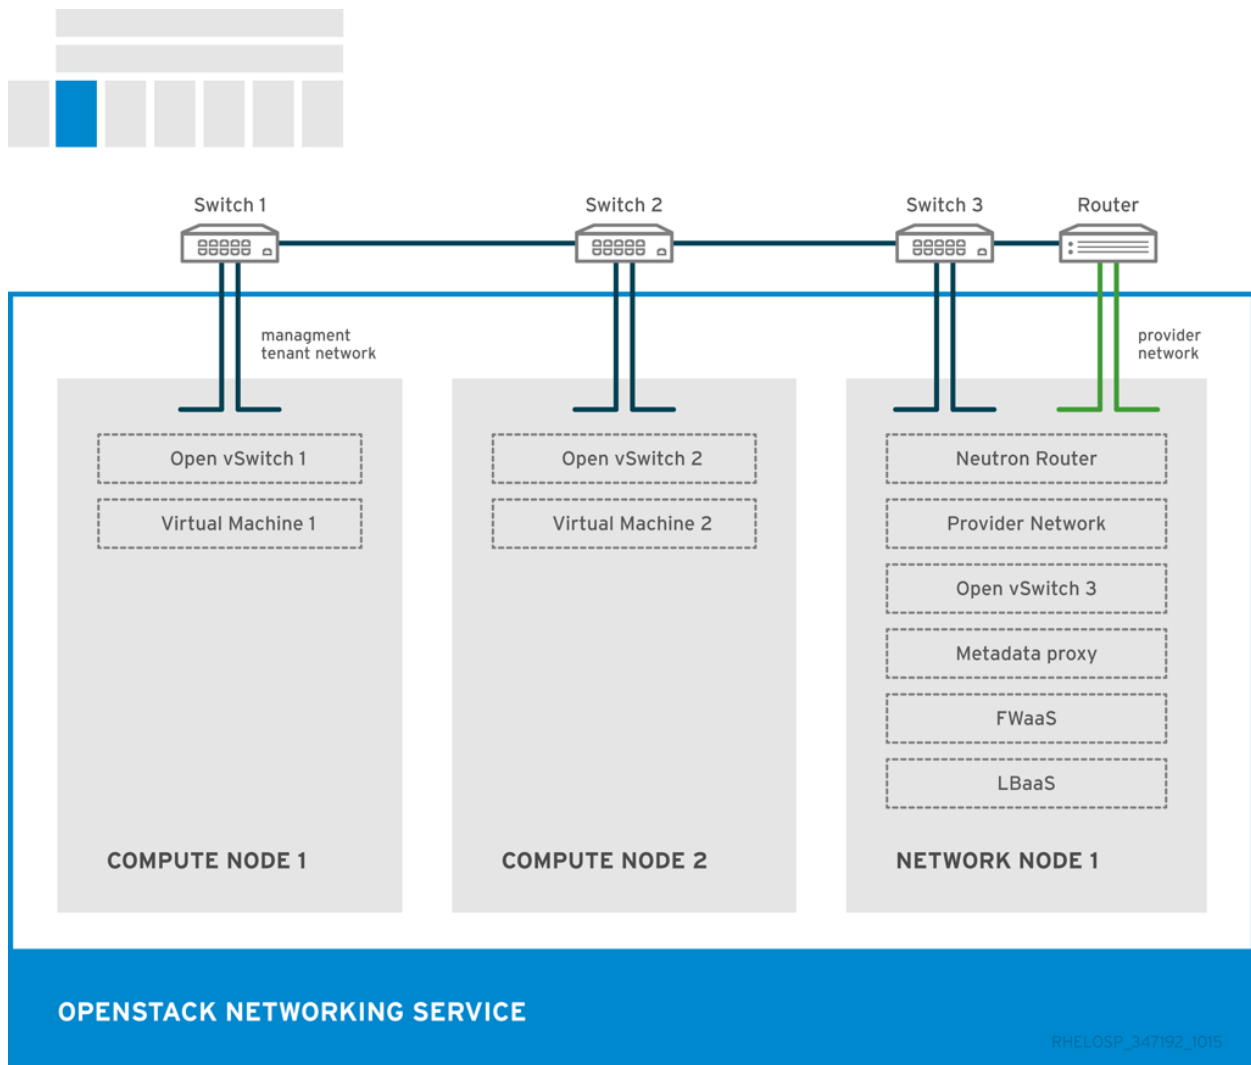 Switch 1
Switch 2
Switch 3
Router
managment
tenant network
provider
network
Open vSwitch 1
Virtual Machine 1
COMPUTE NODE 1
Open vSwitch 2
Virtual Machine 2
COMPUTE NODE 2
Neutron Router
Provider Network
Open vSwitch 3
Metadata proxy
FWaaS
LBaaS
NETWORK NODE 1
OPENSTACK NETWORKING SERVICE
RHELOSP_347192_1015